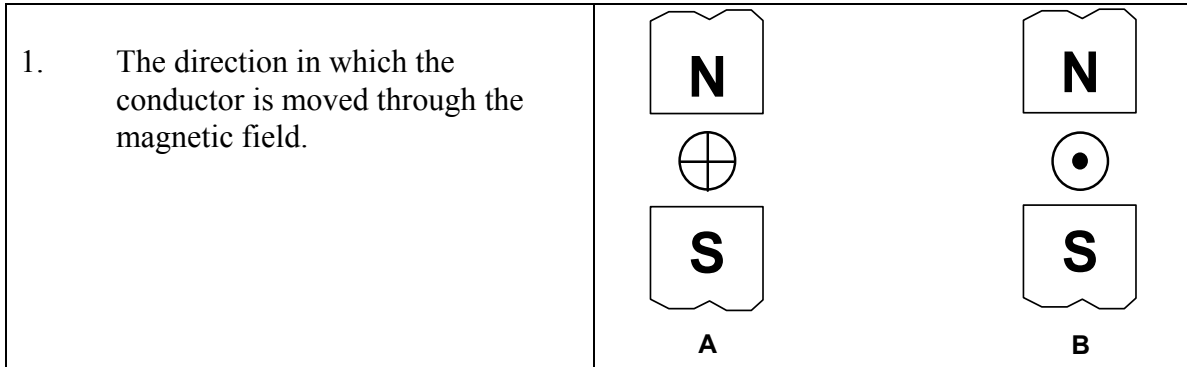 1. The direction in which the
conductor is moved through the
magnetic field.
N N
S S
A B